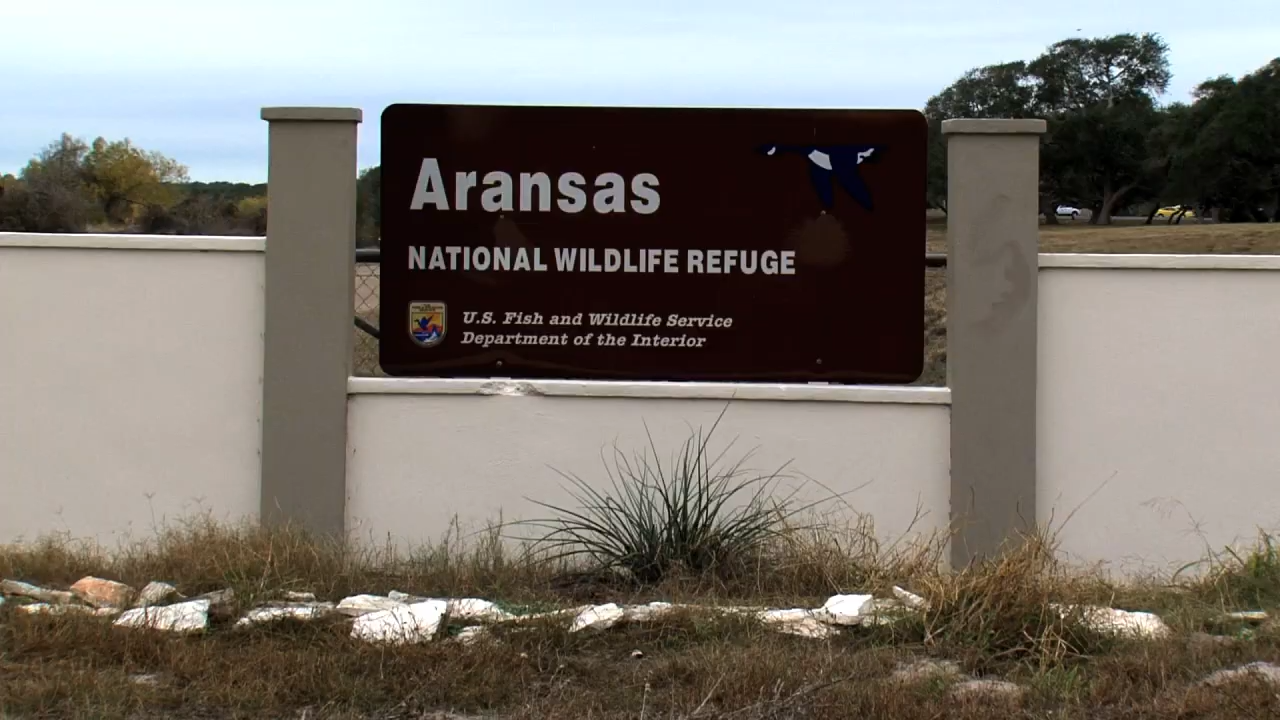 Aransas
NATIONAL WILDLIFE REFUGE
U.S. Fish and Wildlife Service
Department of the Interior